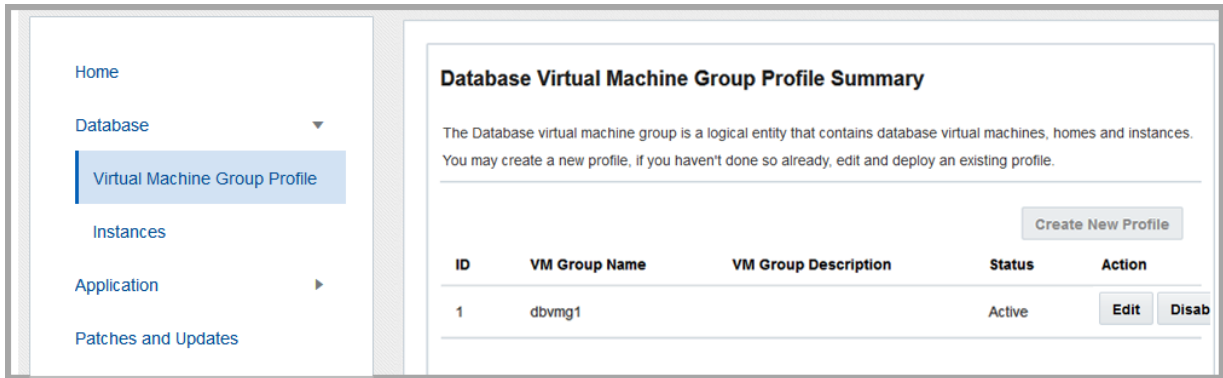 Home
Database
Virtual Machine Group Profile
Instances
Application
Patches and Updates
Database Virtual Machine Group Profile Summary
The Database virtual machine group is a logical entity that contains database virtual machines, homes and instances.
You may create a new profile, if you haven't done so already, edit and deploy an existing profile.
Create New Profile
ID VM Group Name VM Group Description Status Action
1 dbvmg1 Active Edit Disab